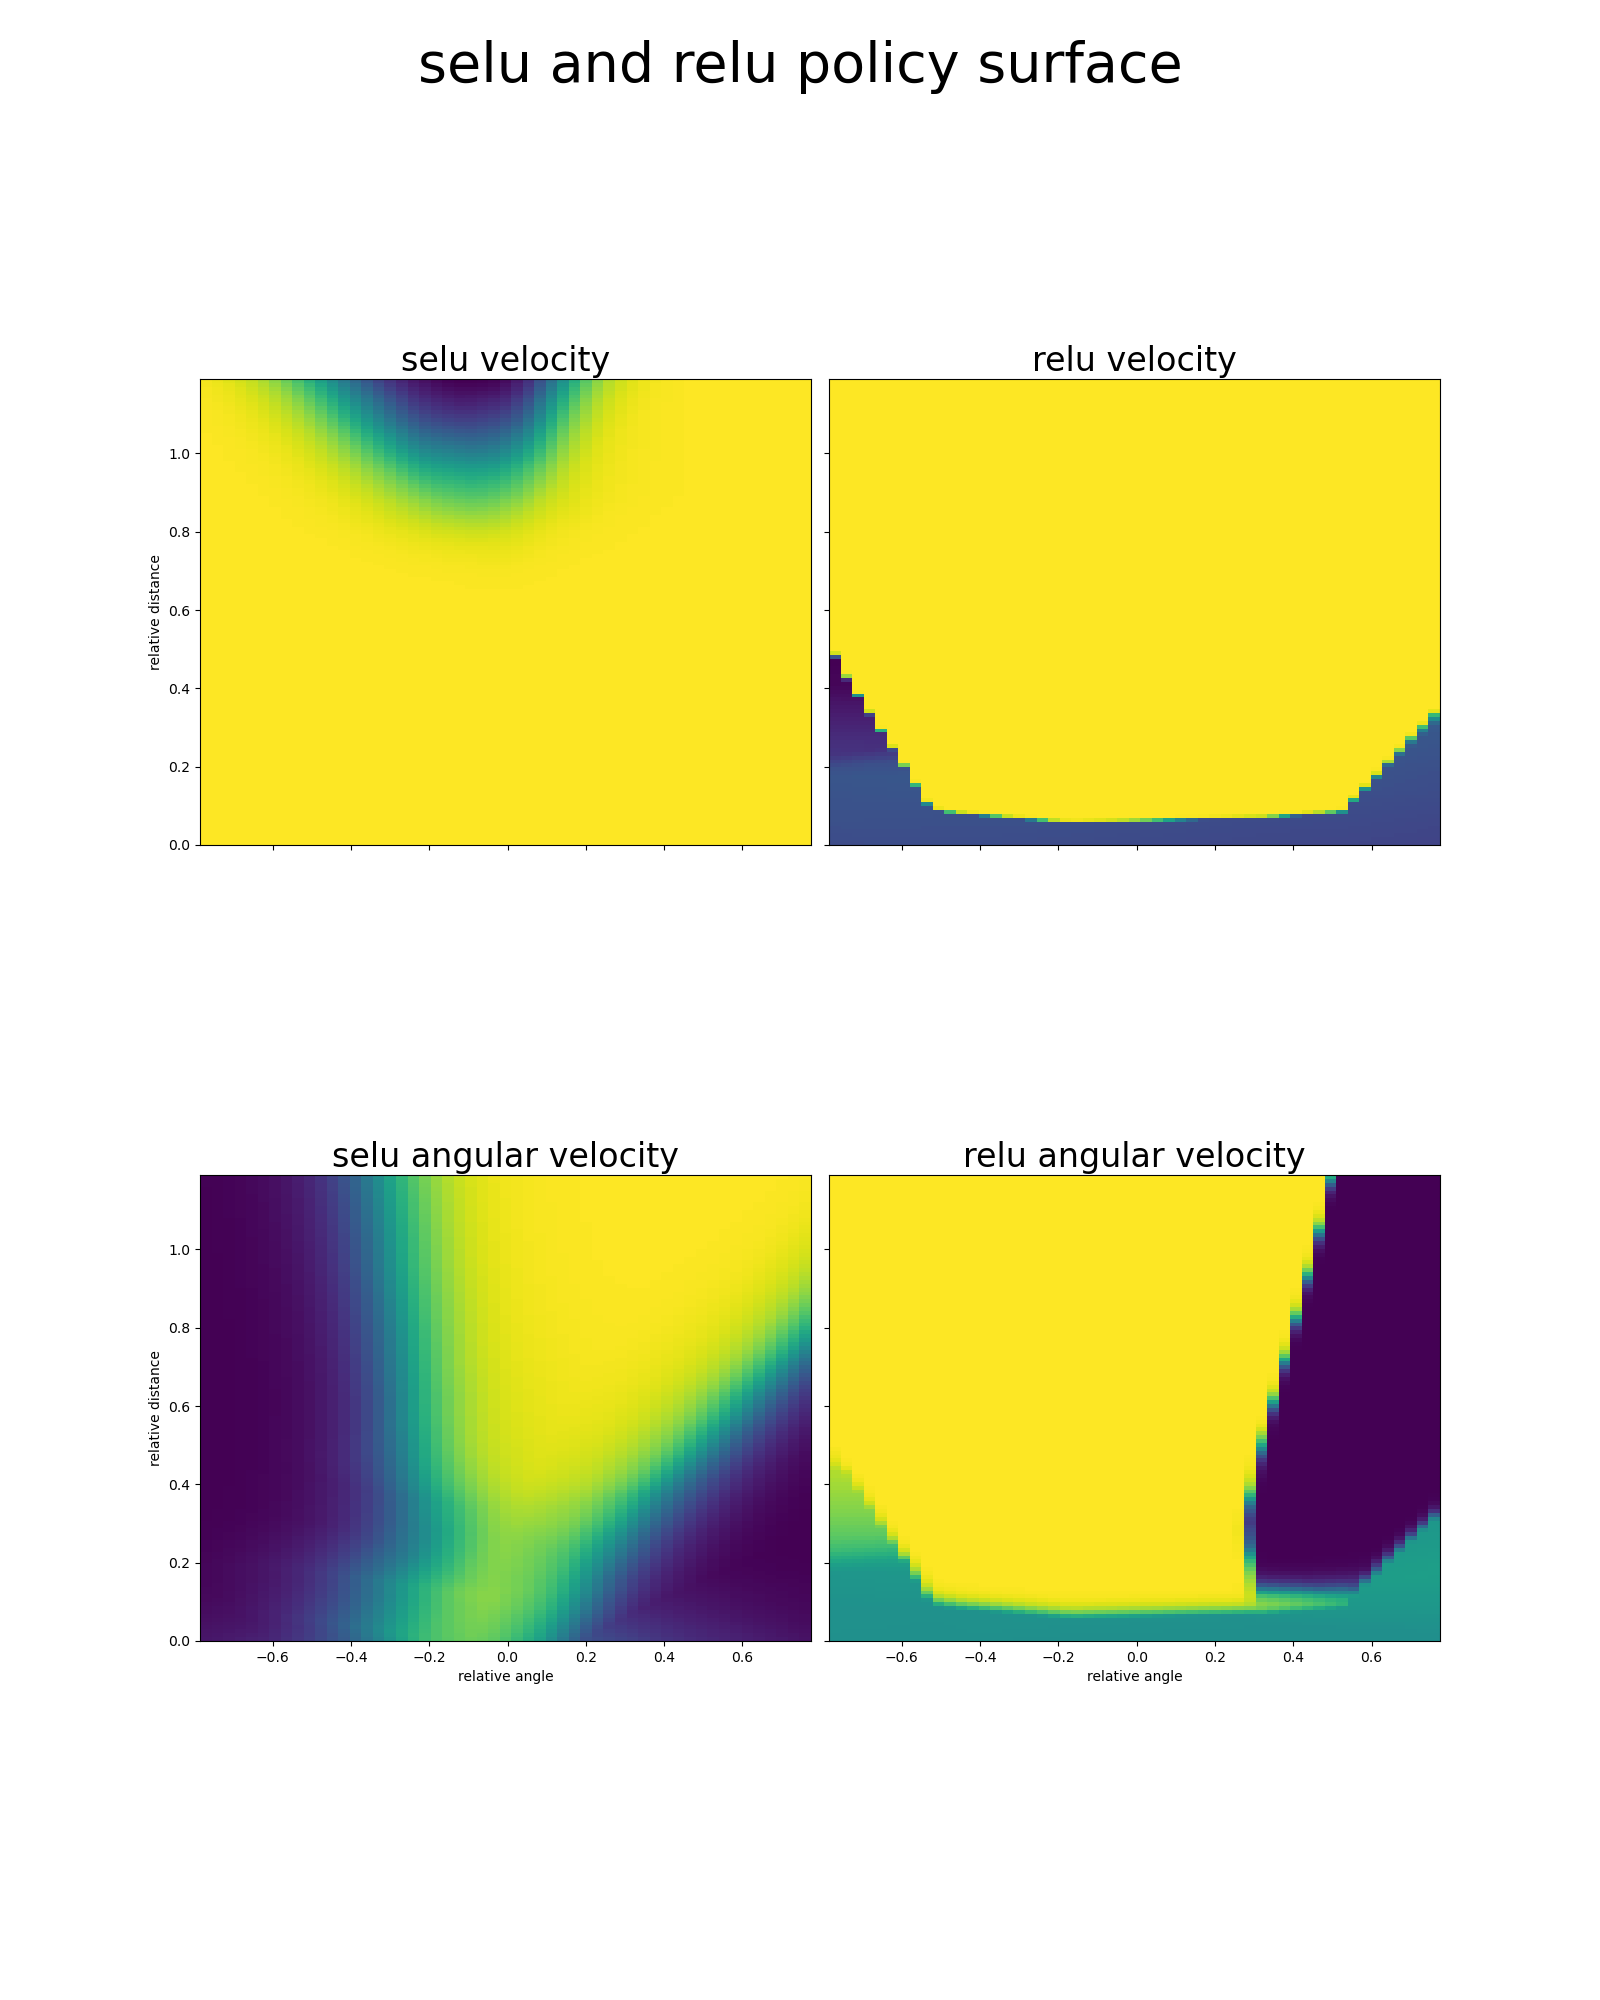 selu and relu policy surface
selu velocity
relu velocity
relative distance
1.0
0.8
0.6
0.4
0.2
0.0
selu angular velocity
relu angular velocity
relative distance
1.0
0.8
0.6
0.4
0.2
0.0
−0.6 −0.4 −0.2 0.0 0.2 0.4 0.6
relative angle
−0.6 −0.4 −0.2 0.0 0.2 0.4 0.6
relative angle